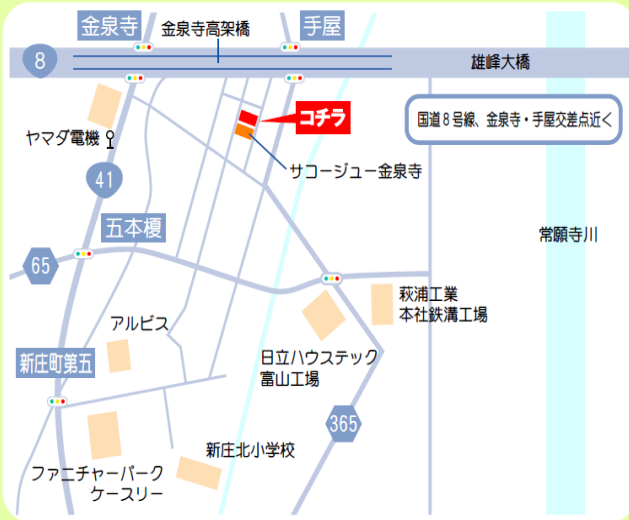 金泉寺
金泉寺高架橋
手屋
8
雄峰大橋
コチラ
国道8号線、金泉寺・手屋交差点近く
ヤマダ電機
サコージュー金泉寺
41
五本榎
常願寺川
65
萩浦工業
本社鉄溝工場
アルビス
日立ハウステック
富山工場
新庄町第五
365
新庄北小学校
ファニチャーパーク
ケースリー